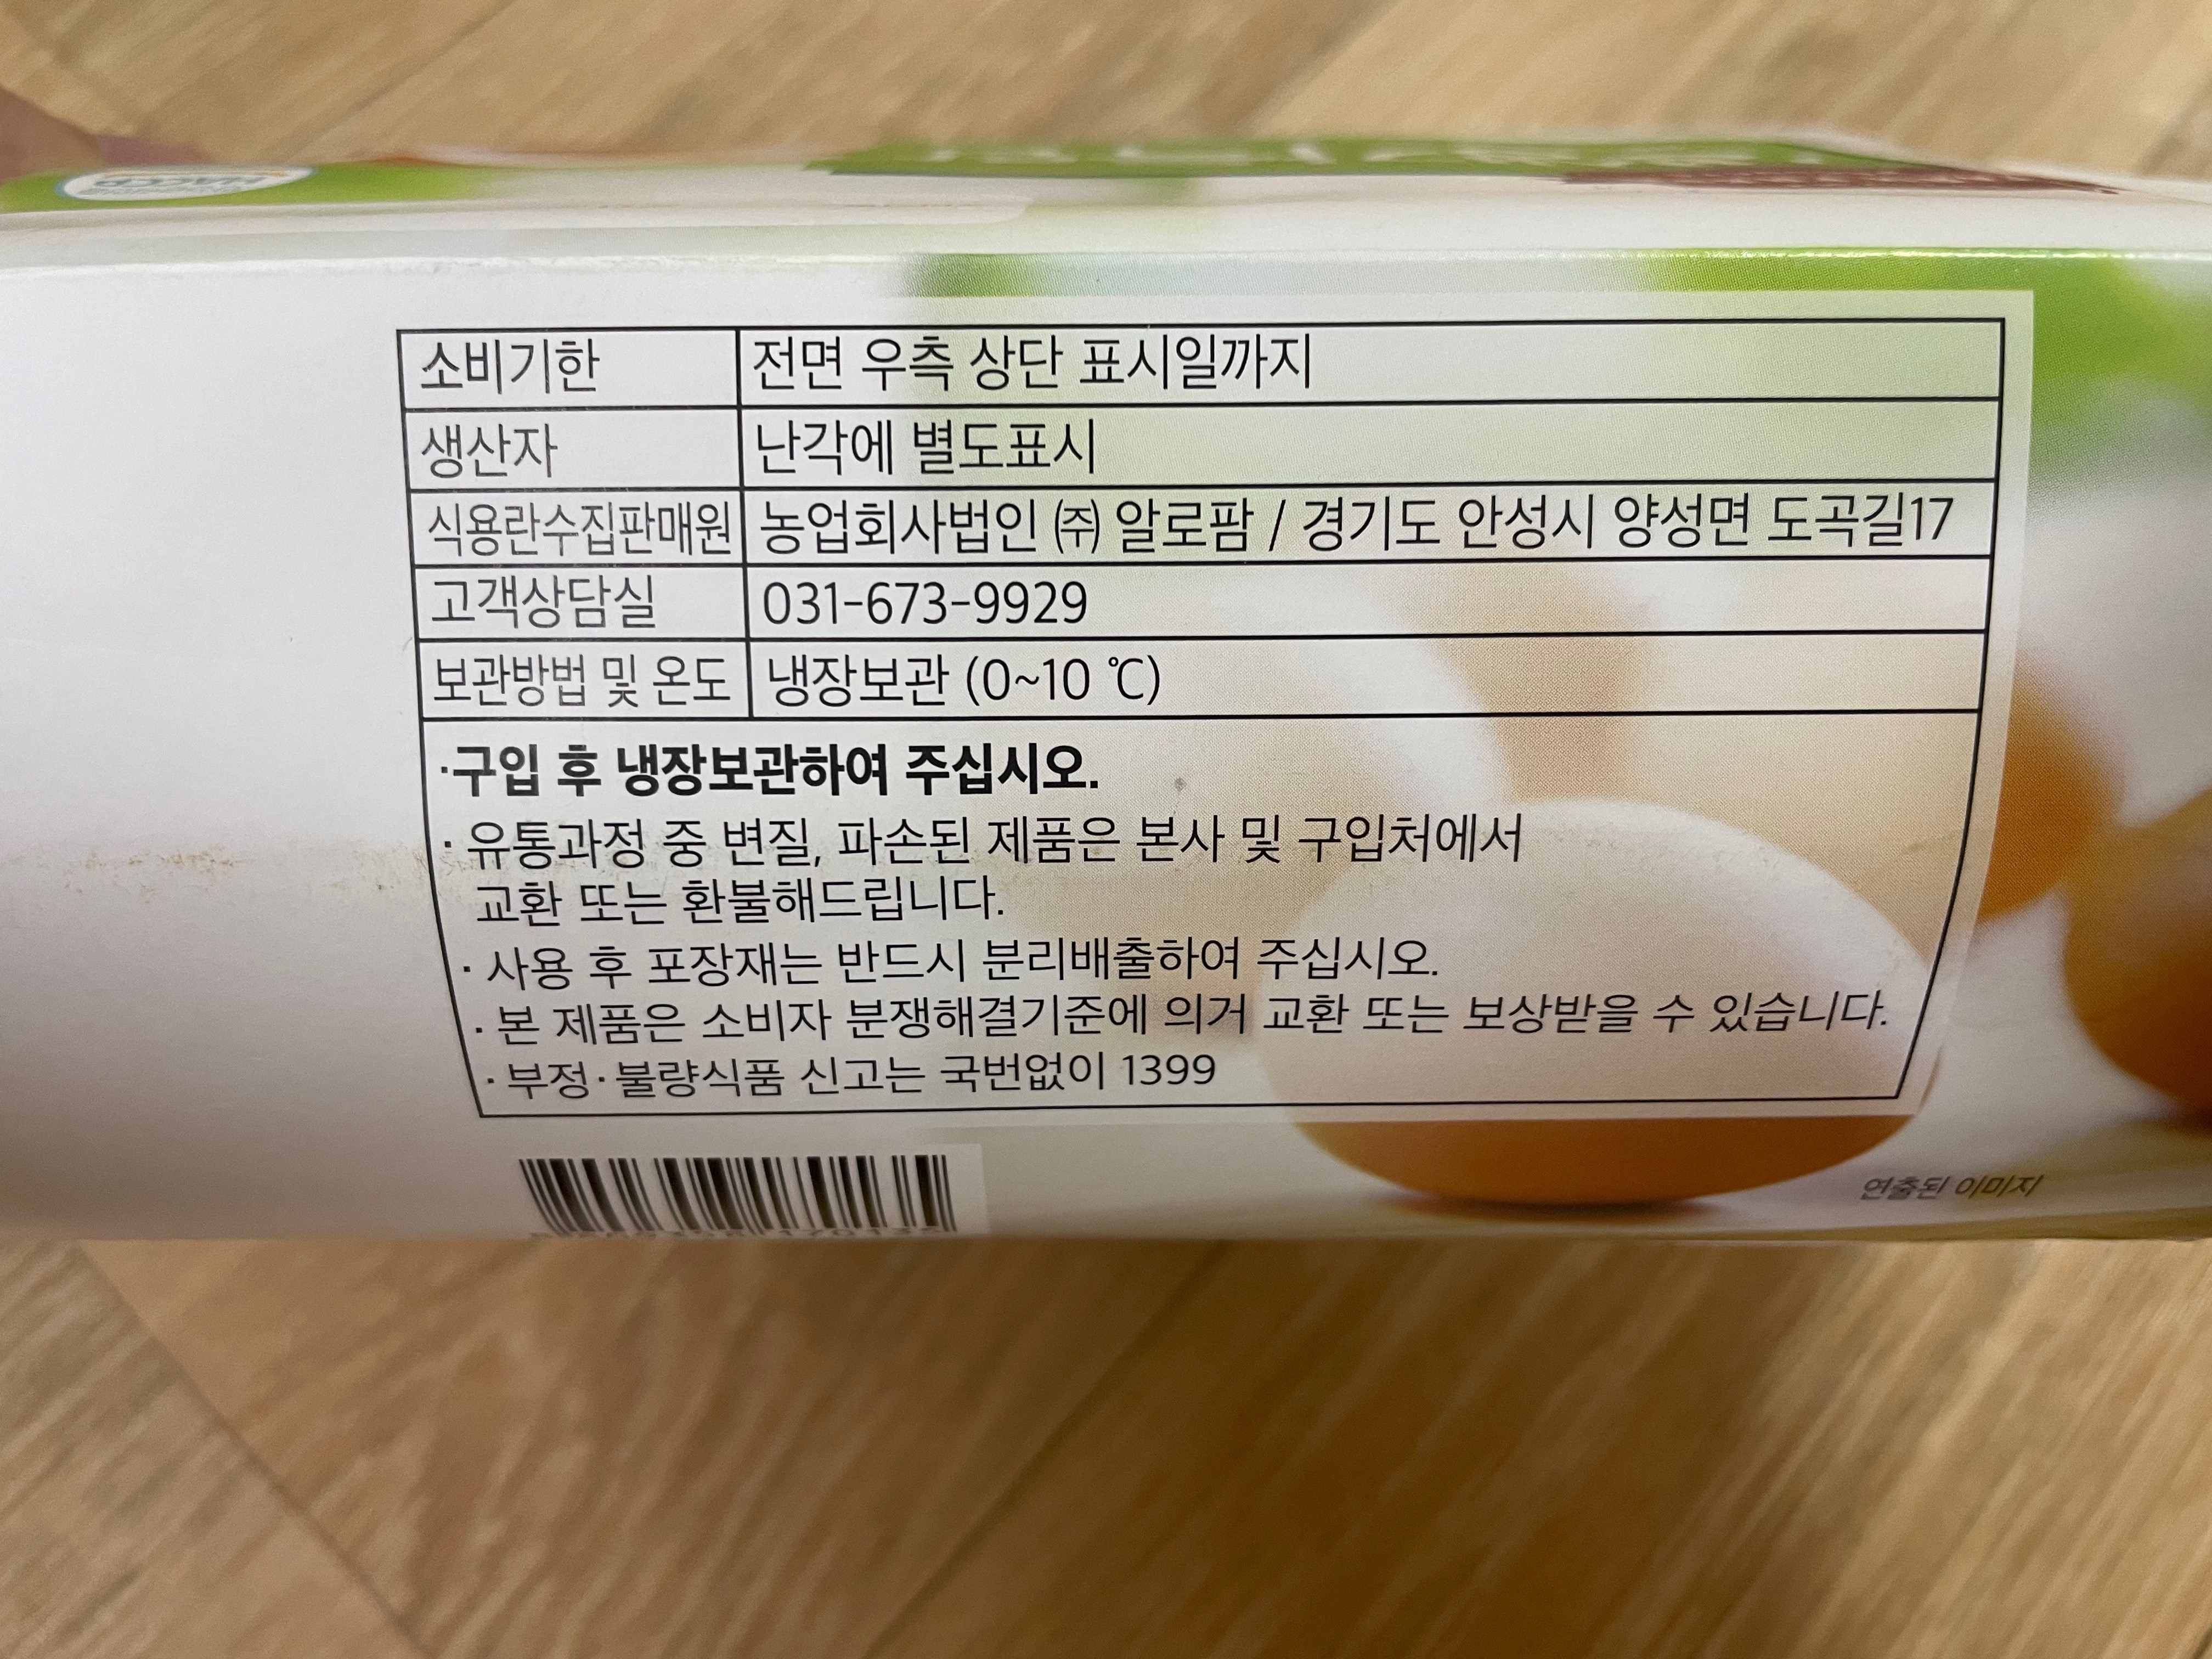 HACCP
소비기한 전면 우측 상단 표시일까지
생산자 난각에 별도표시
식용란수집판매원 농업회사법인 ㈜ 알로팜 / 경기도 안성시 양성면 도곡길17
고객상담실 031-673-9929
보관방법 및 온도 냉장보관 (0~10 ℃)
·구입 후 냉장보관하여 주십시오.
· 유통과정 중 변질, 파손된 제품은 본사 및 구입처에서
교환 또는 환불해드립니다.
· 사용 후 포장재는 반드시 분리배출하여 주십시오.
· 본 제품은 소비자 분쟁해결기준에 의거 교환 또는 보상받을 수 있습니다.
· 부정·불량식품 신고는 국번없이 1399
연출된 이미지